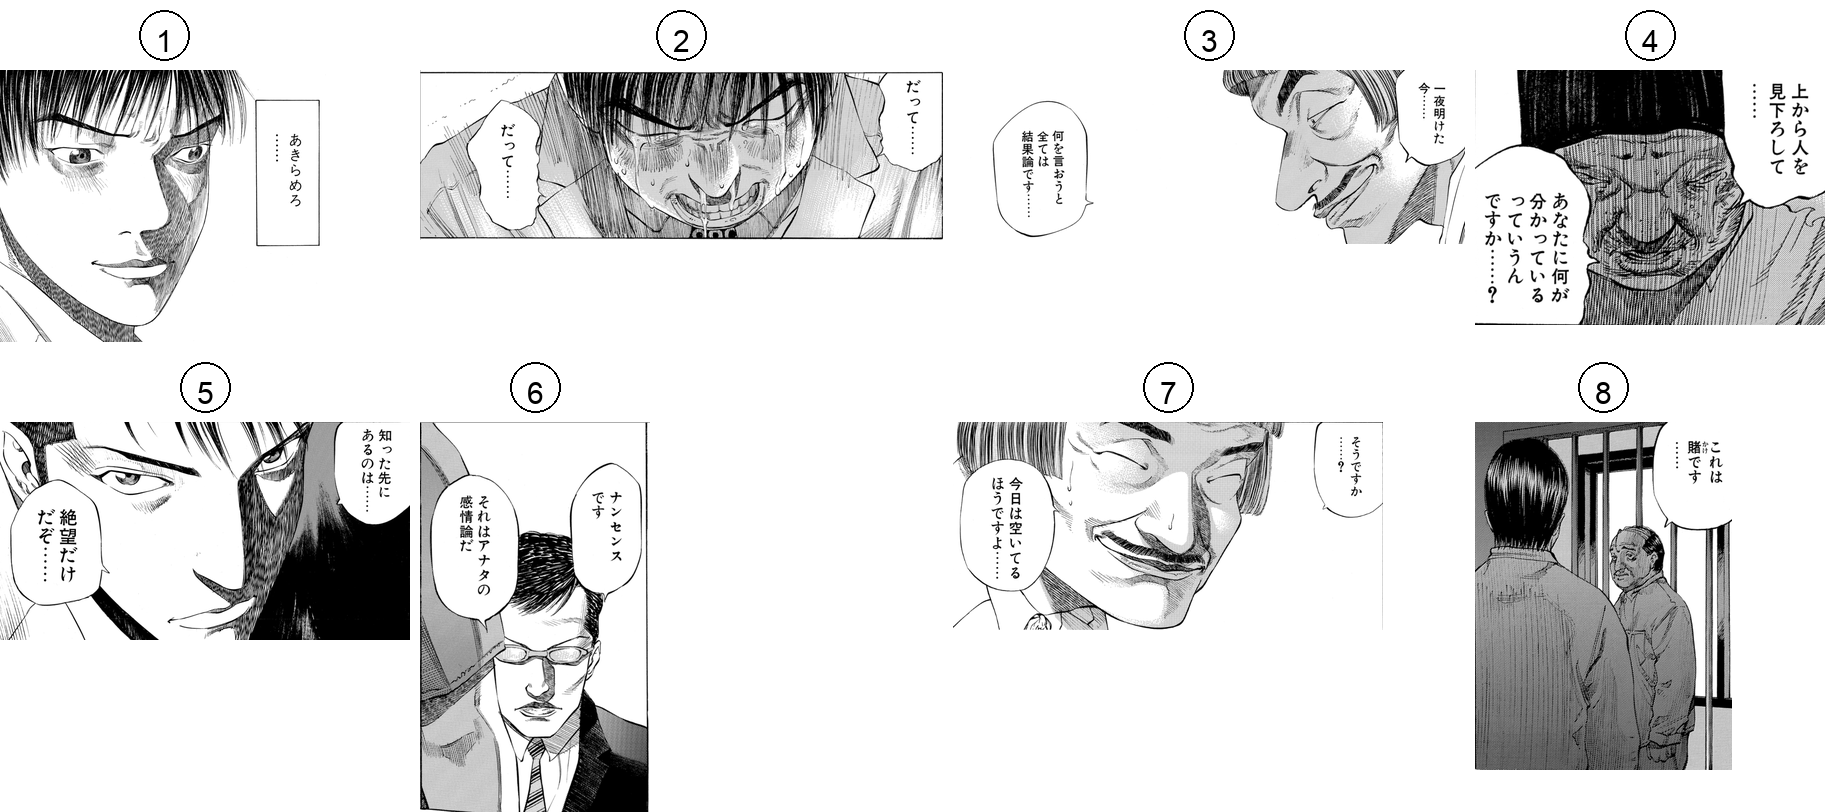 1
あきらめろ
……
2
だって……
だって……
3
一夜明けた
今……
何を言おうと
全ては
結果論です……
4
上から人を
見下ろして
……
あなたに何が
分かっている
っていうん
ですか……?
5
知った先に
あるのは……
絶望だけ
だぞ……
6
ナンセンス
です
それはアナタの
感情論だ
7
そうですか
……?
今日は空いてる
ほうですよ……
8
これは
賭です
かけ
……